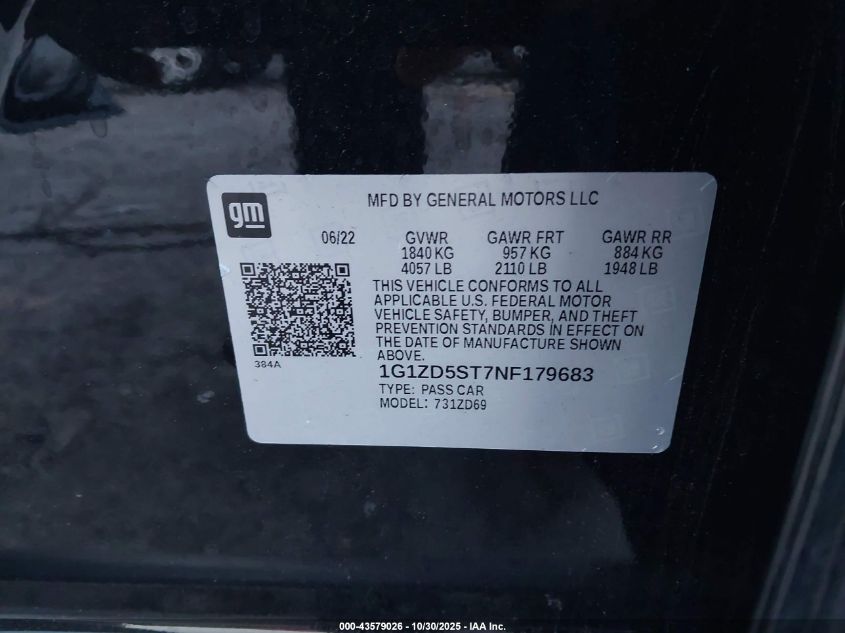 gm
MFD BY GENERAL MOTORS LLC
06/22 GVWR GAWR FRT GAWR RR
1840 KG 957 KG 884 KG
4057 LB 2110 LB 1948 LB
THIS VEHICLE CONFORMS TO ALL
APPLICABLE U.S. FEDERAL MOTOR
VEHICLE SAFETY, BUMPER, AND THEFT
PREVENTION STANDARDS IN EFFECT ON
THE DATE OF MANUFACTURE SHOWN
ABOVE.
384A
1G1ZD5ST7NF179683
TYPE: PASS CAR
MODEL: 731ZD69
000-43579026 - 10/30/2025 - IAA Inc.